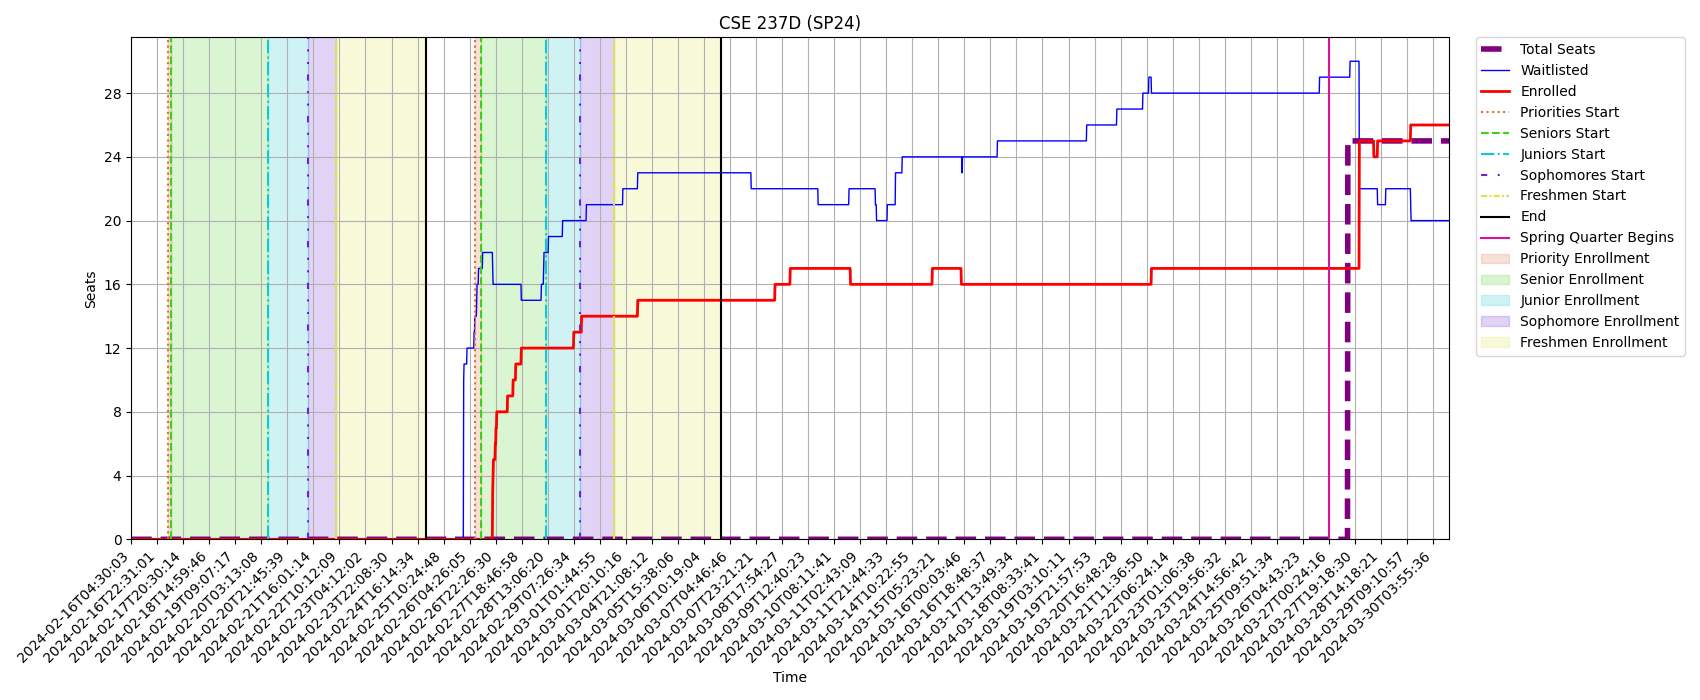 CSE 237D (SP24)
Seats
28
24
20
16
12
8
4
0
2024-02-16T04:30:03
2024-02-16T22:31:01
2024-02-17T20:30:14
2024-02-18T14:59:46
2024-02-19T09:07:17
2024-02-20T03:13:09
2024-02-20T21:45:39
2024-02-21T16:01:14
2024-02-22T10:12:09
2024-02-23T04:12:02
2024-02-23T22:08:30
2024-02-24T16:14:34
2024-02-25T10:24:48
2024-02-26T04:26:05
2024-02-26T22:26:30
2024-02-27T18:46:58
2024-02-28T13:06:20
2024-02-29T07:26:34
2024-03-01T01:44:55
2024-03-01T20:10:16
2024-03-04T21:08:12
2024-03-05T15:38:06
2024-03-06T10:19:04
2024-03-07T04:46:46
2024-03-07T23:21:21
2024-03-08T17:54:27
2024-03-09T12:40:23
2024-03-10T08:11:41
2024-03-11T02:43:09
2024-03-11T21:44:33
2024-03-14T10:22:55
2024-03-15T05:23:21
2024-03-16T00:03:46
2024-03-16T18:48:37
2024-03-17T13:49:34
2024-03-18T08:33:41
2024-03-19T03:10:11
2024-03-19T21:57:53
2024-03-20T16:48:28
2024-03-21T11:36:50
2024-03-22T06:24:14
2024-03-23T01:06:38
2024-03-23T19:56:32
2024-03-24T14:56:42
2024-03-25T09:51:34
2024-03-26T04:43:23
2024-03-27T00:24:16
2024-03-27T19:18:30
2024-03-28T14:18:21
2024-03-29T09:10:57
2024-03-30T03:55:36
Time
Total Seats
Waitlisted
Enrolled
Priorities Start
Seniors Start
Juniors Start
Sophomores Start
Freshmen Start
End
Spring Quarter Begins
Priority Enrollment
Senior Enrollment
Junior Enrollment
Sophomore Enrollment
Freshmen Enrollment